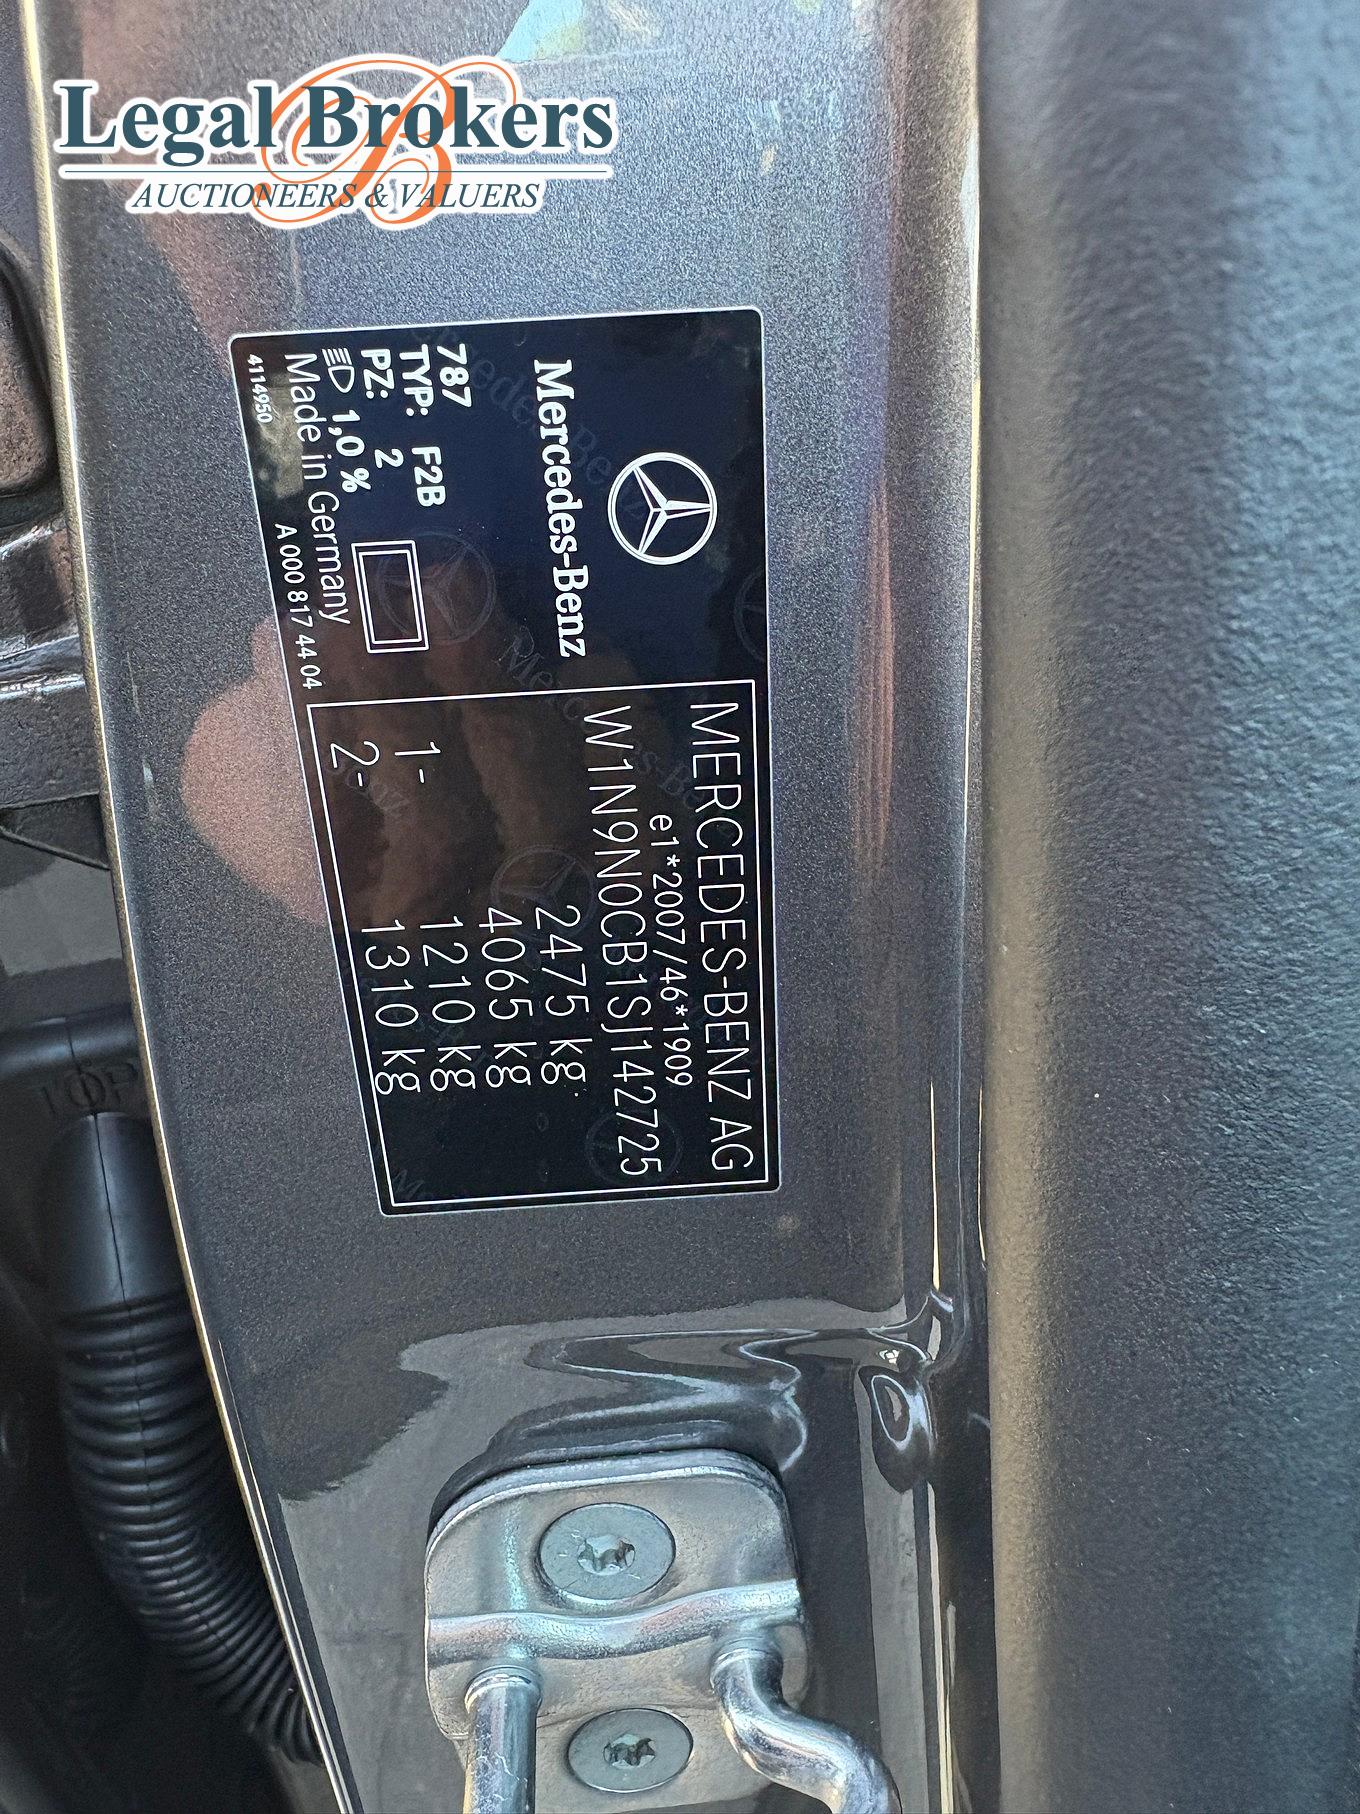 Legal Brokers
AUCTIONEERS & VALUERS
Mercedes-Benz
787
TYP: F2B
PZ: 2
1,0 %
Made in Germany
4114950
A 000 817 44 04
MERCEDES-BENZ AG
e1*2007/46*1909
W1N9N0CB1SJ142725
2475 kg
4065 kg
1- 1210 kg
2- 1310 kg
TOP